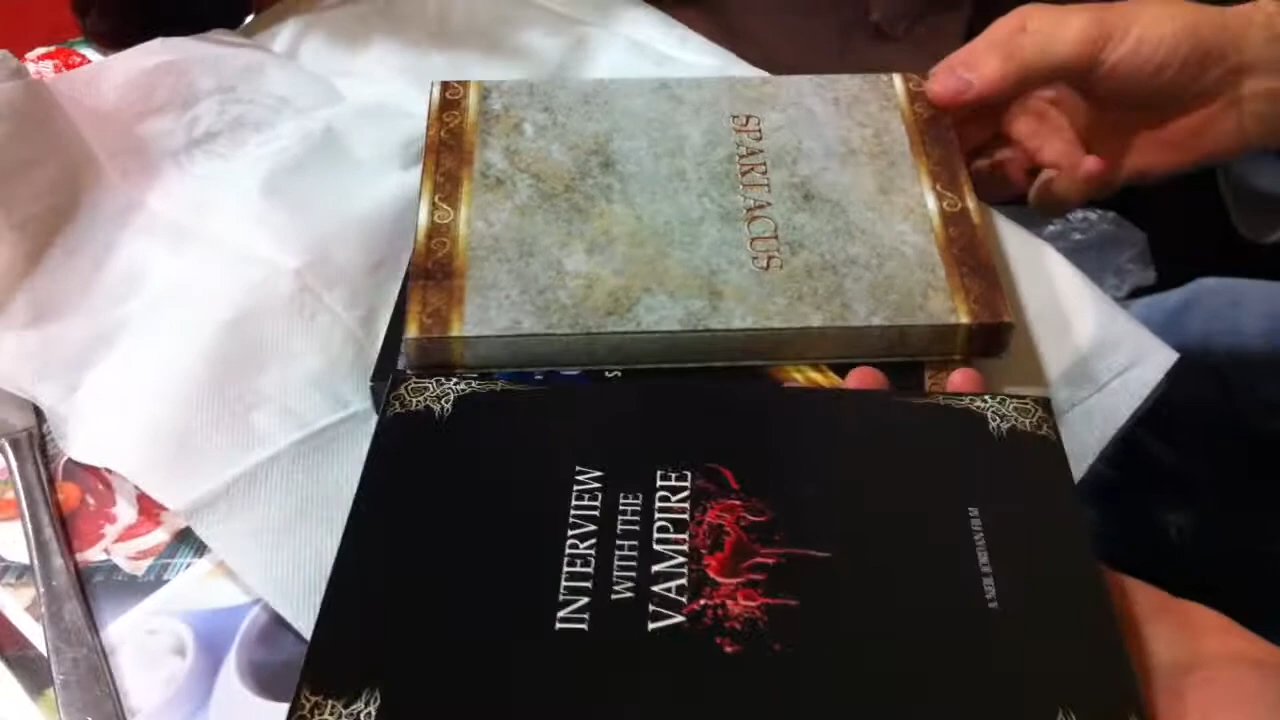 SPARTACUS
INTERVIEW
WITH THE
VAMPIRE
A NEIL JORDAN FILM